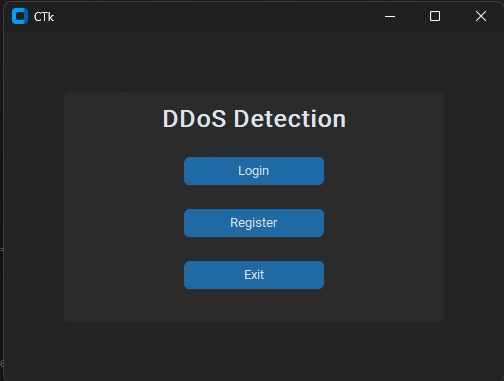 CTk
DDoS Detection
Login
Register
Exit